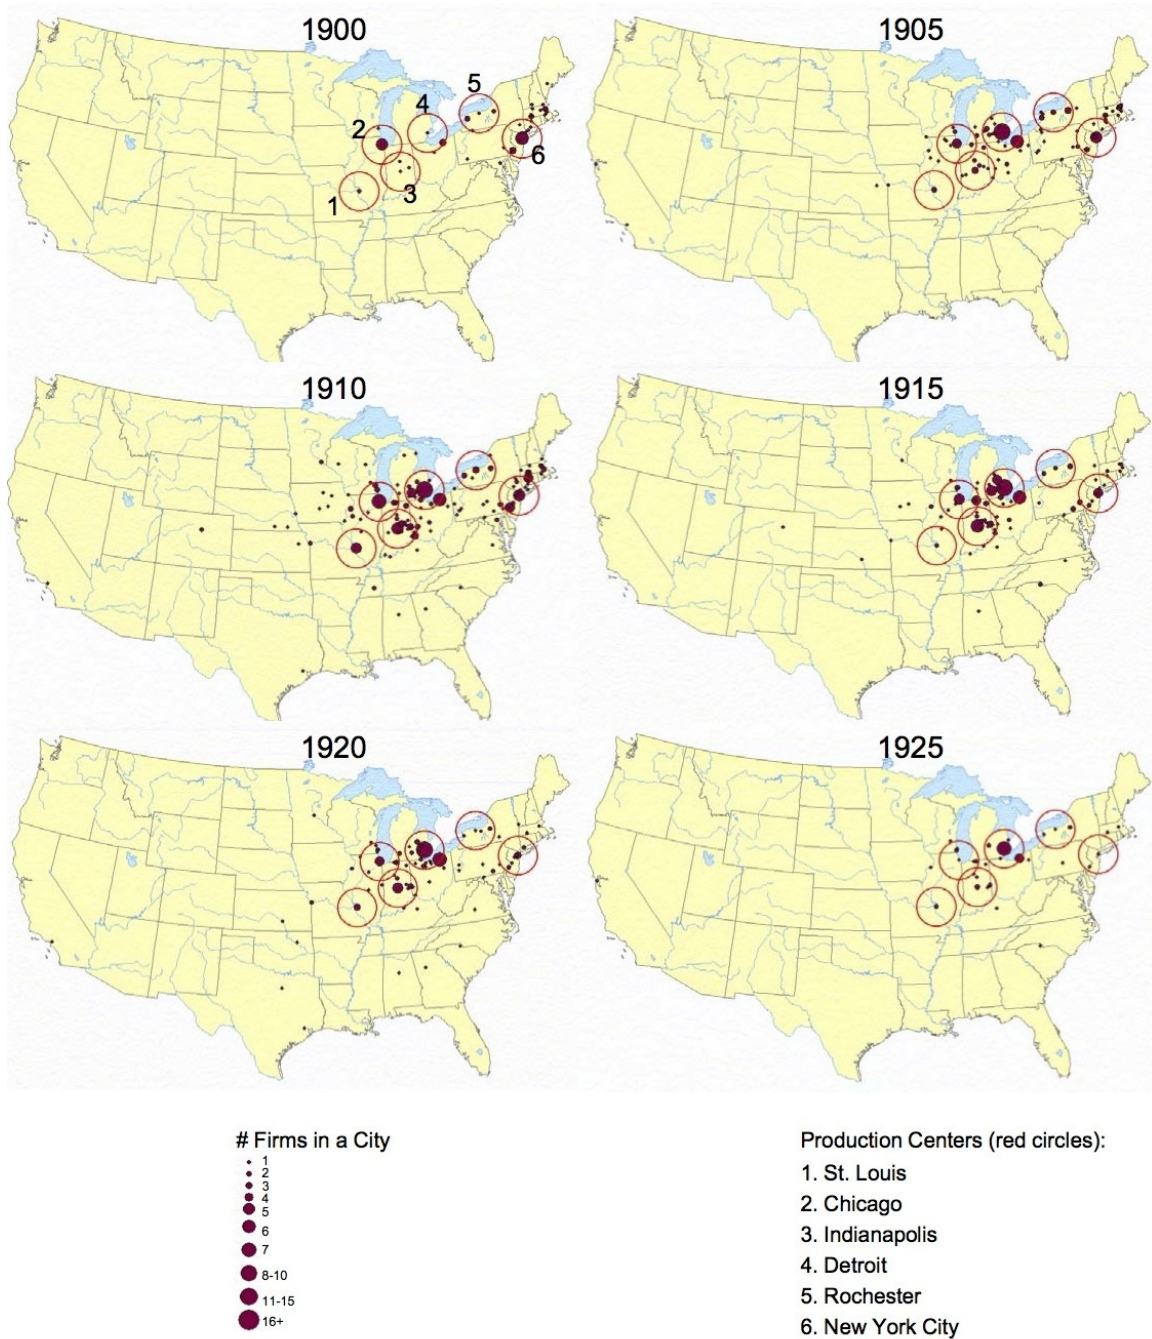 1900
1905
5
4
2
6
3
1
1910
1915
1920
1925
# Firms in a City
1
2
3
4
5
6
7
8-10
11-15
16+
Production Centers (red circles):
1. St. Louis
2. Chicago
3. Indianapolis
4. Detroit
5. Rochester
6. New York City